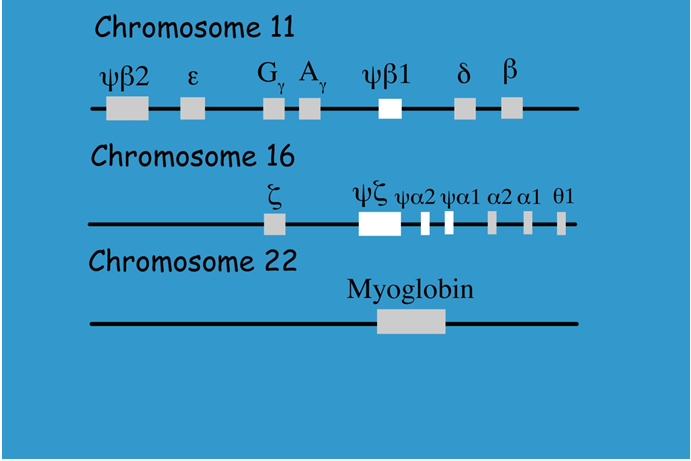 Chromosome 11
ψβ2 ε Gγ Aγ ψβ1 δ β
Chromosome 16
ζ ψζ ψα2 ψα1 α2 α1 θ1
Chromosome 22
Myoglobin